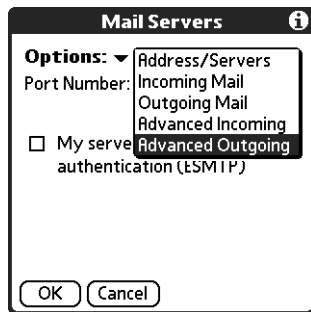 Mail Servers
Options:
Address/Servers
Port Number:
Incoming Mail
Outgoing Mail
Advanced Incoming
My serve
Advanced Outgoing
authentication (ESMTP)
OK
Cancel